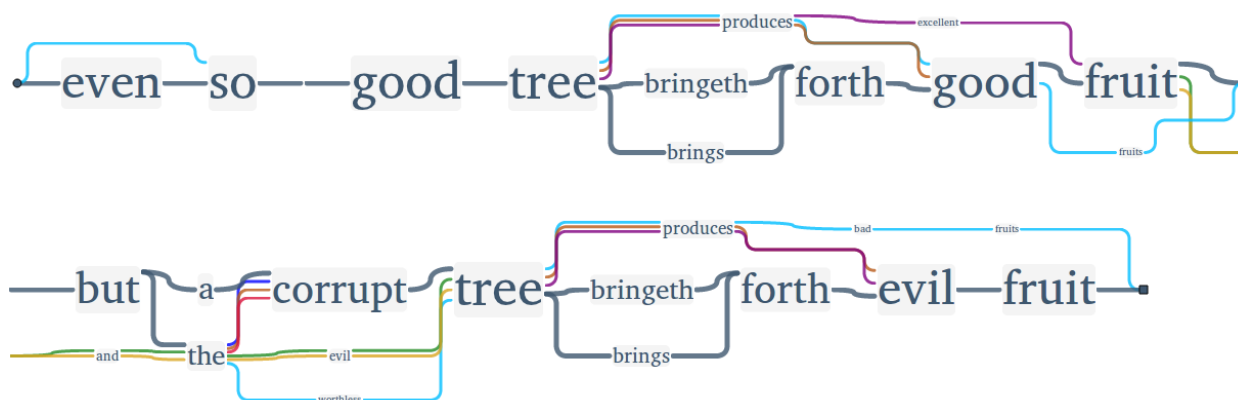 produces excellent
even so good tree bringeth forth good fruit
brings fruits
produces bad fruits
but a corrupt tree bringeth forth evil fruit
and the evil brings
worthless